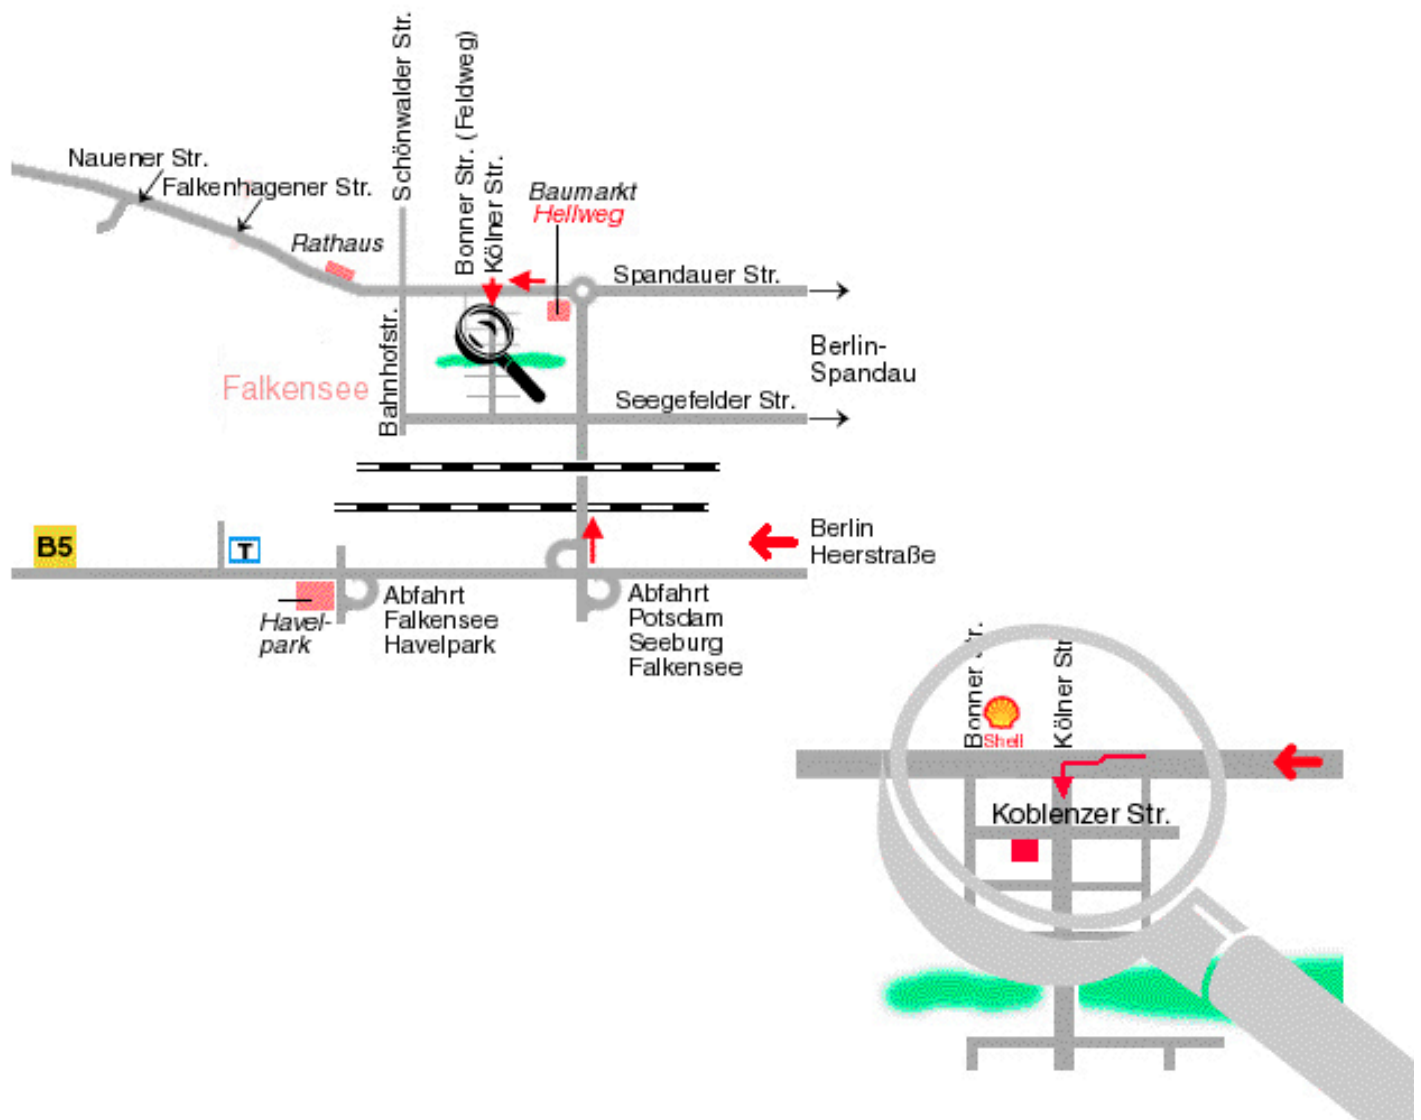 Schönwalder Str.
Bonner Str. ( Feldweg)
Kölner Str.
Nauener Str.
Falkenhagener Str.
Rathaus
Baumarkt
Hellweg
Spandauer Str.
Bahnhofstr.
Falkensee
Berlin-
Spandau
Seegefelder Str.
B5
T
Berlin
Heerstraße
Havel-
park
Abfahrt
Falkensee
Havelpark
Abfahrt
Potsdam
Seeburg
Falkensee
Bonner Str.
Shell
Kölner Str
Koblenzer Str.